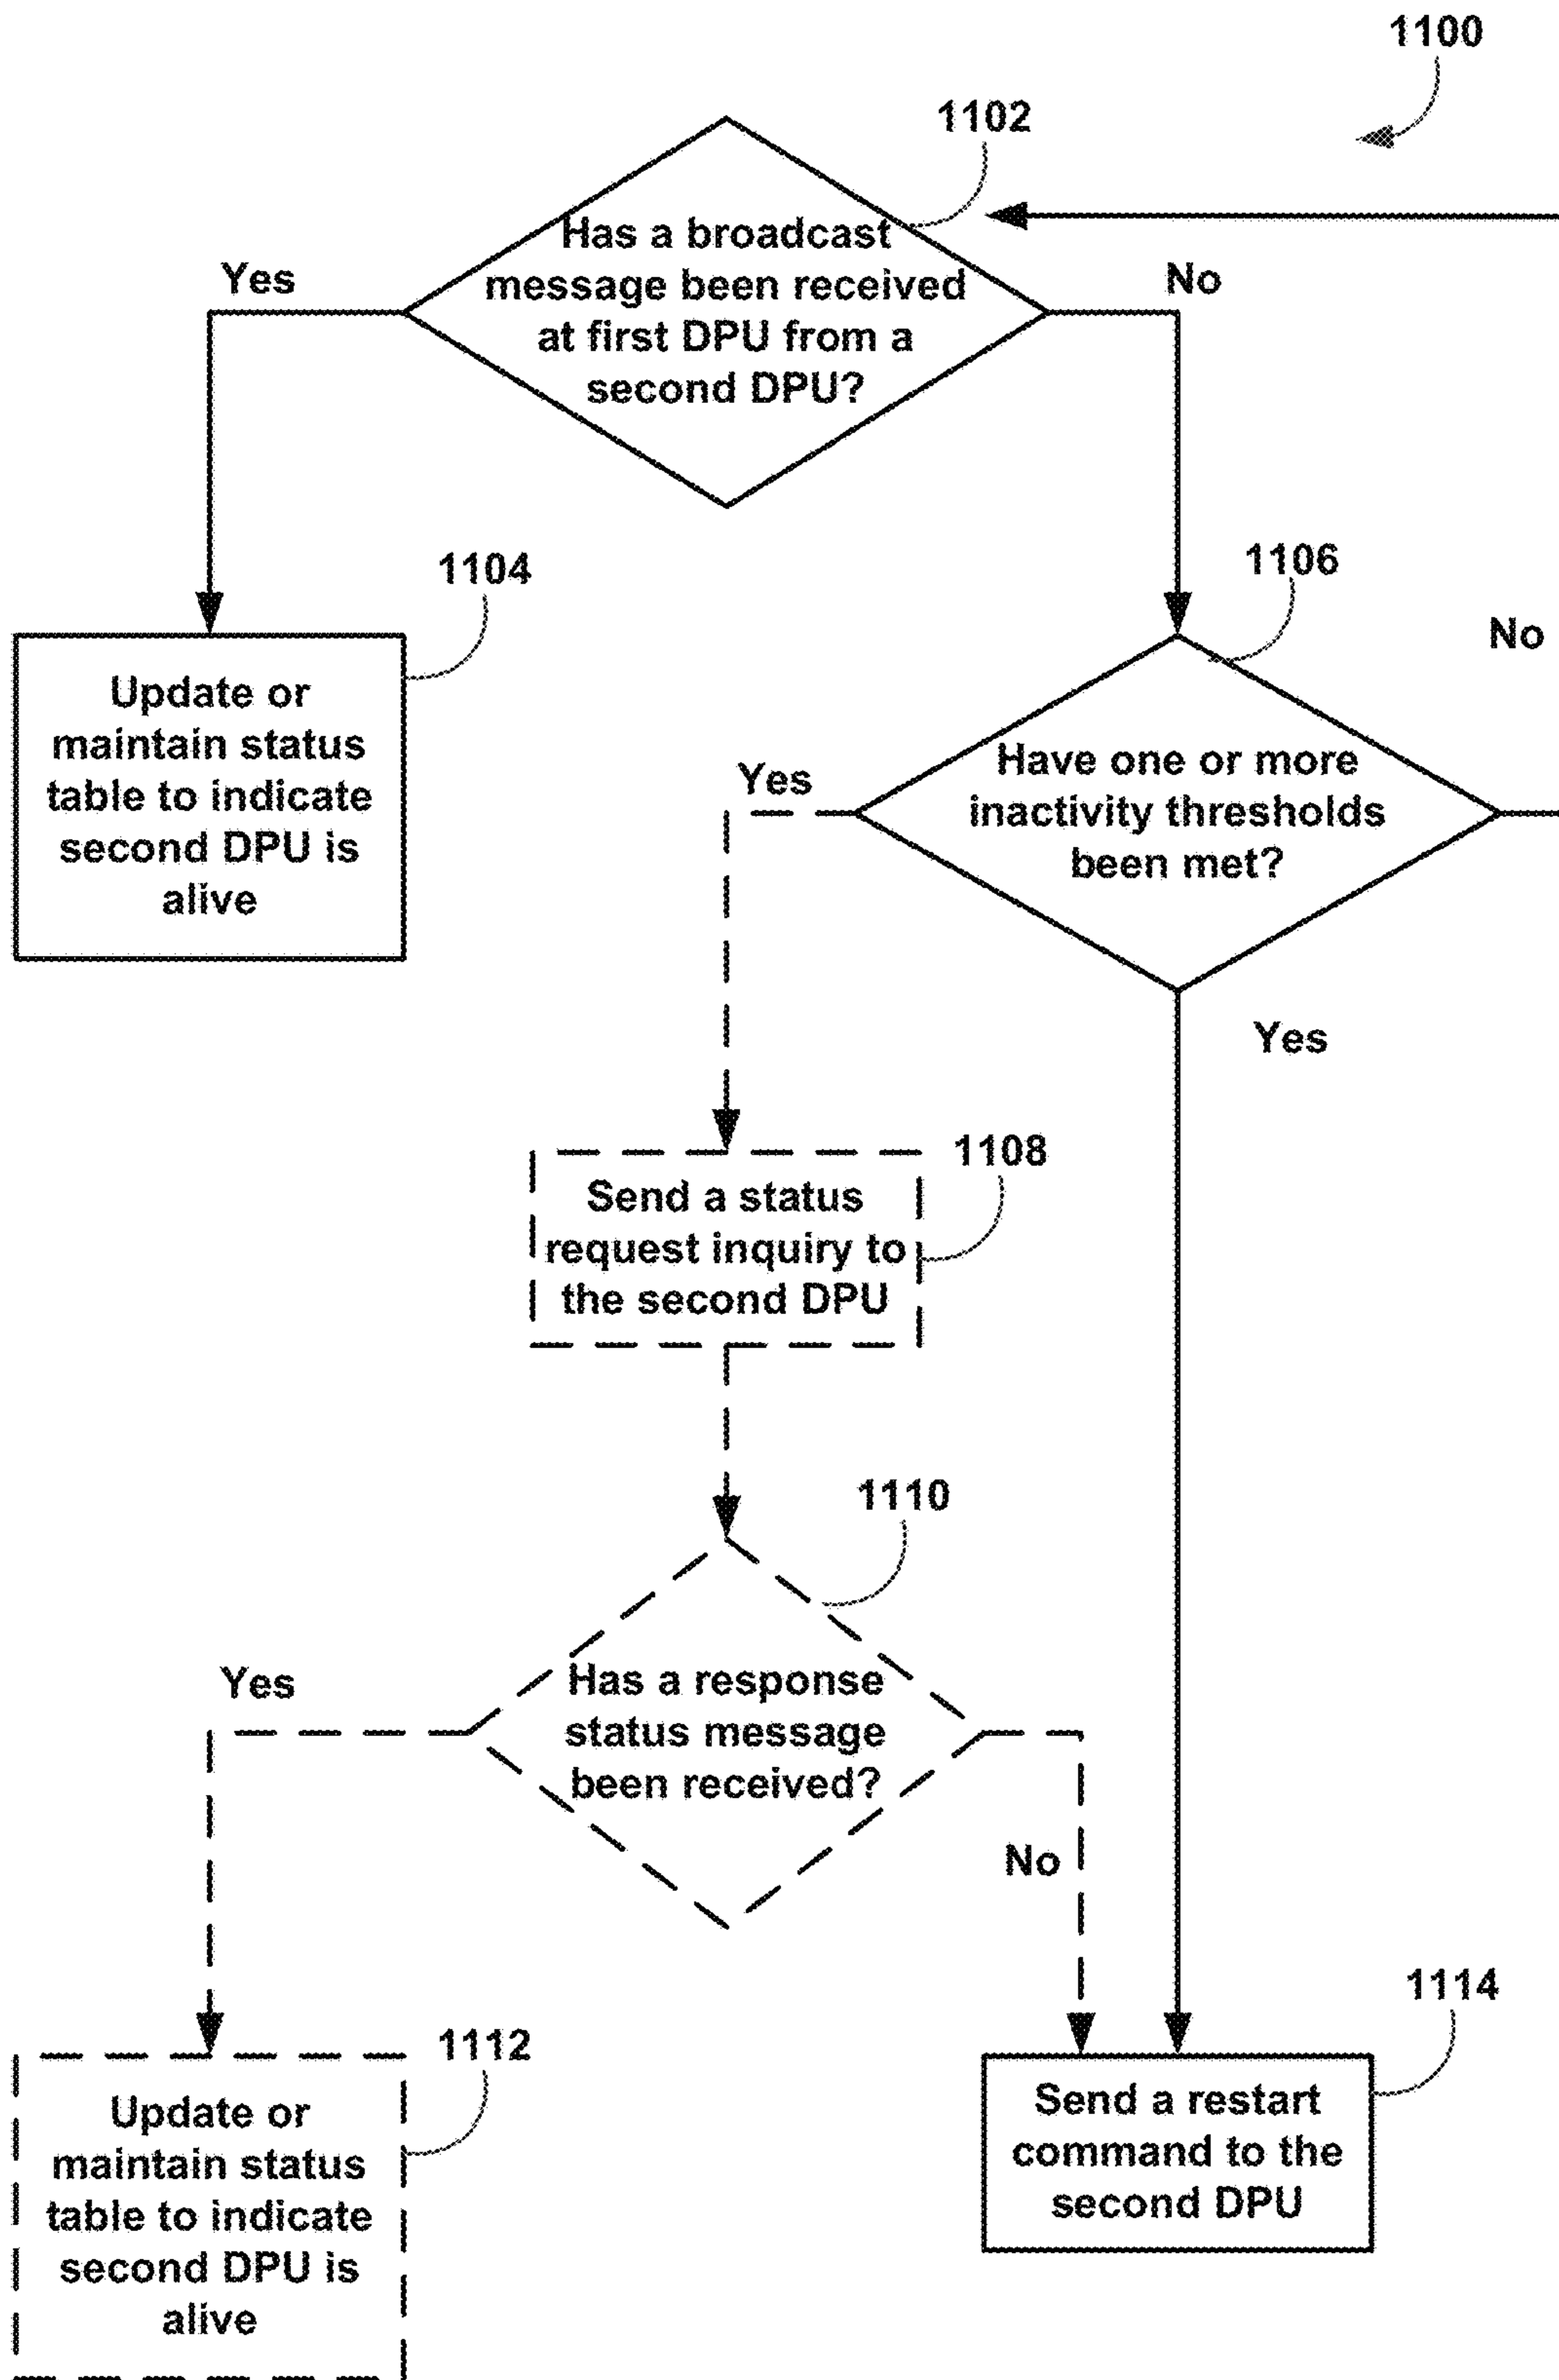 1100
1102
Has a broadcast
message been received
at first DPU from a
second DPU?
Yes
No
1104
Update or
maintain status
table to indicate
second DPU is
alive
1106
No
Have one or more
inactivity thresholds
been met?
Yes
Yes
1108
Send a status
request inquiry to
the second DPU
1110
Has a response
status message
been received?
Yes
No
1112
Update or
maintain status
table to indicate
second DPU is
alive
1114
Send a restart
command to the
second DPU